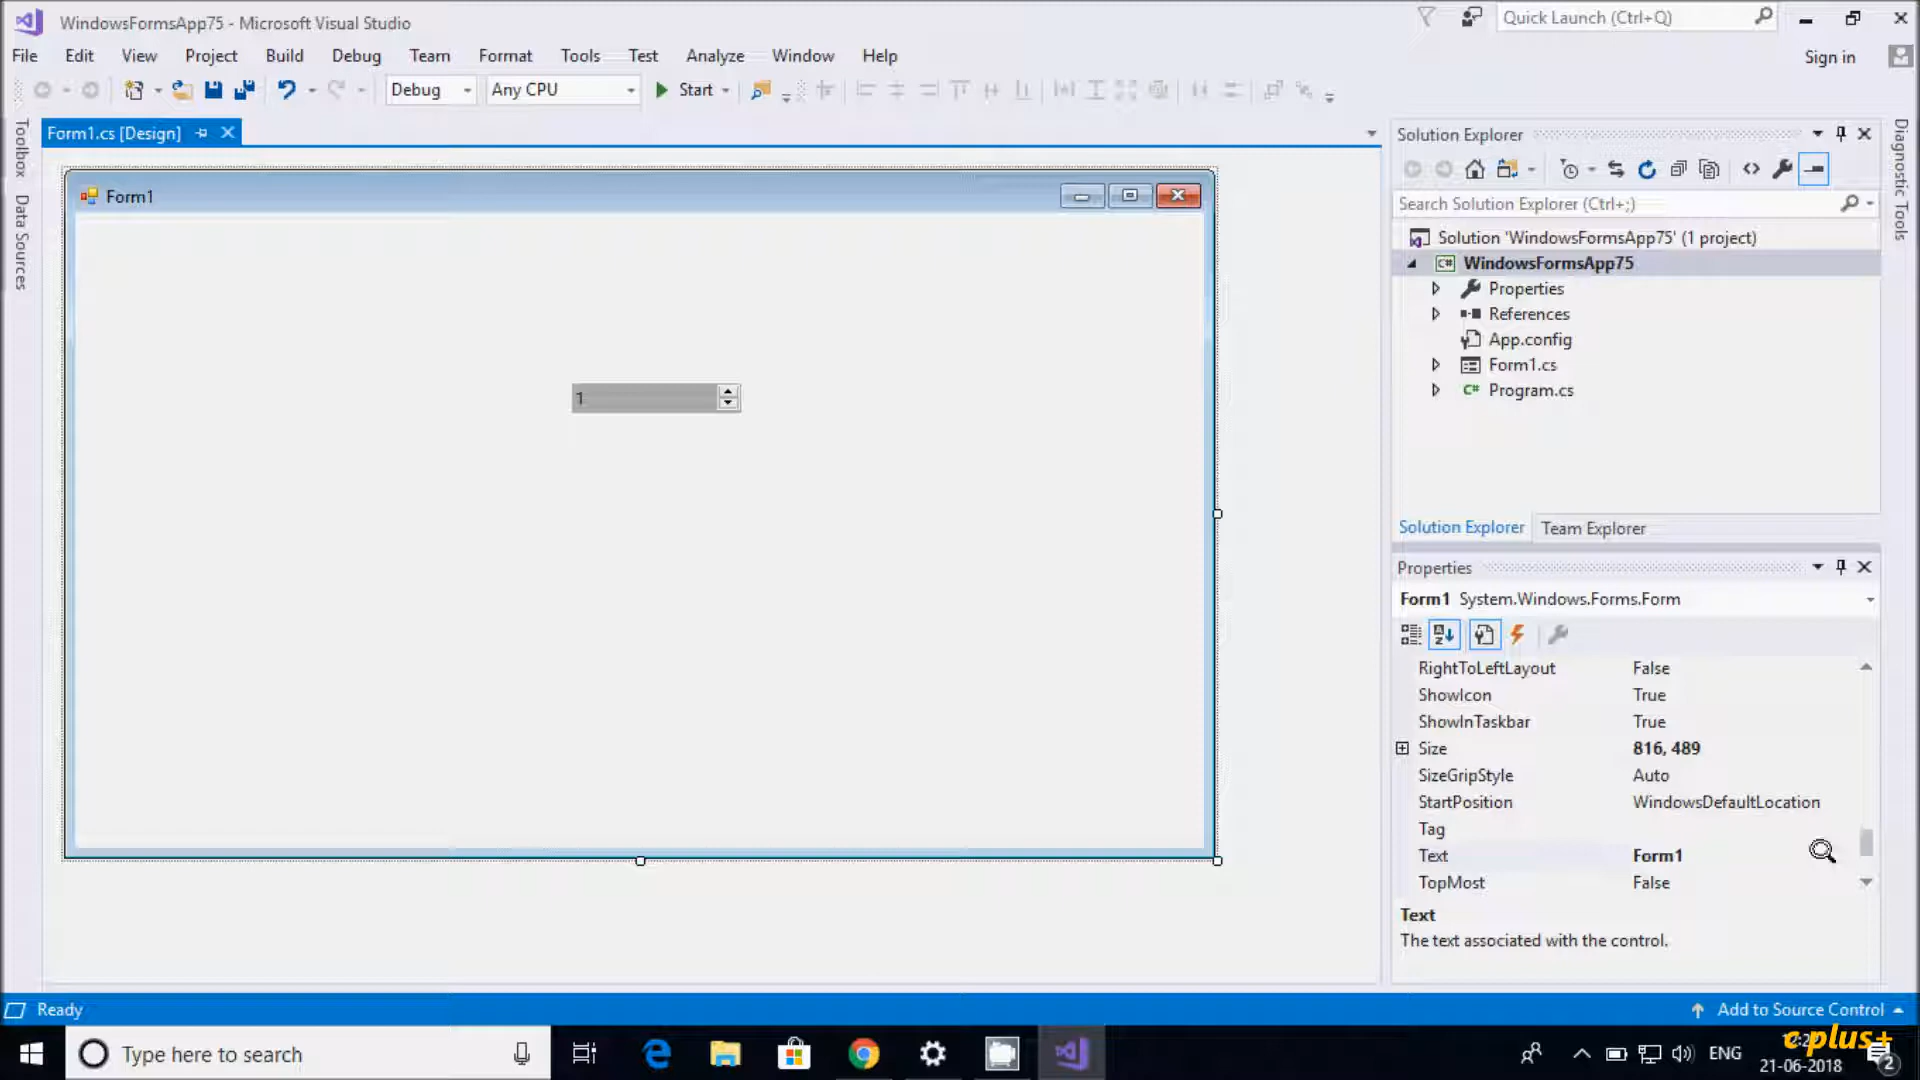 WindowsFormsApp75 - Microsoft Visual Studio
Quick Launch (Ctrl+Q)
File Edit View Project Build Debug Team Format Tools Test Analyze Window Help
Sign in
Debug Any CPU Start
Toolbox
Data Sources
Form1.cs [Design]
Form1
1
Solution Explorer
Search Solution Explorer (Ctrl+;)
Solution 'WindowsFormsApp75' (1 project)
C# WindowsFormsApp75
Properties
References
App.config
Form1.cs
C# Program.cs
Solution Explorer Team Explorer
Diagnostic Tools
Properties
Form1 System.Windows.Forms.Form
RightToLeftLayout False
ShowIcon True
ShowInTaskbar True
Size 816, 489
SizeGripStyle Auto
StartPosition WindowsDefaultLocation
Tag
Text Form1
TopMost False
Text
The text associated with the control.
Ready
Add to Source Control
Type here to search
ENG
eplus+
21-06-2018
2